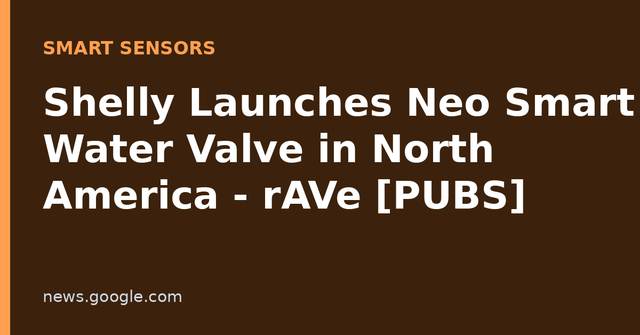 SMART SENSORS
Shelly Launches Neo Smart
Water Valve in North
America - rAVe [PUBS]
news.google.com